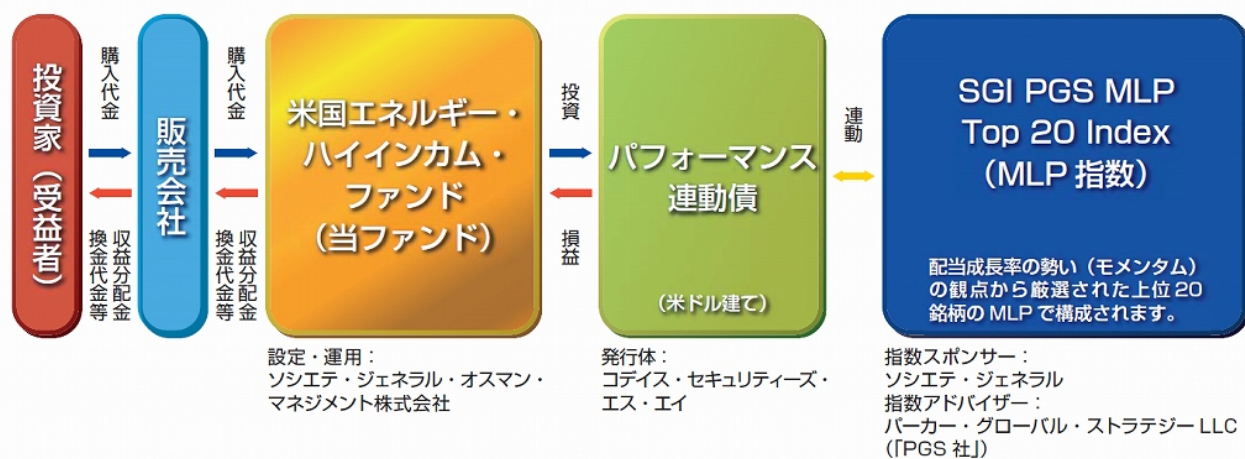 投資家（受益者）
購入代金
収益分配金
換金代金等
販売会社
購入代金
収益分配金
換金代金等
米国エネルギー・
ハイインカム・
ファンド
（当ファンド）
設定・運用：
ソシエテ・ジェネラル・オスマン・
マネジメント株式会社
投資
損益
パフォーマンス
連動債
（米ドル建て）
発行体：
コデイス・セキュリティーズ・
エス・エイ
連動
SGI PGS MLP
Top 20 Index
（MLP 指数）
配当成長率の勢い（モメンタム）
の観点から厳選された上位 20
銘柄の MLP で構成されます。
指数スポンサー：
ソシエテ・ジェネラル
指数アドバイザー：
パーカー・グローバル・ストラテジー LLC
（「PGS 社」）